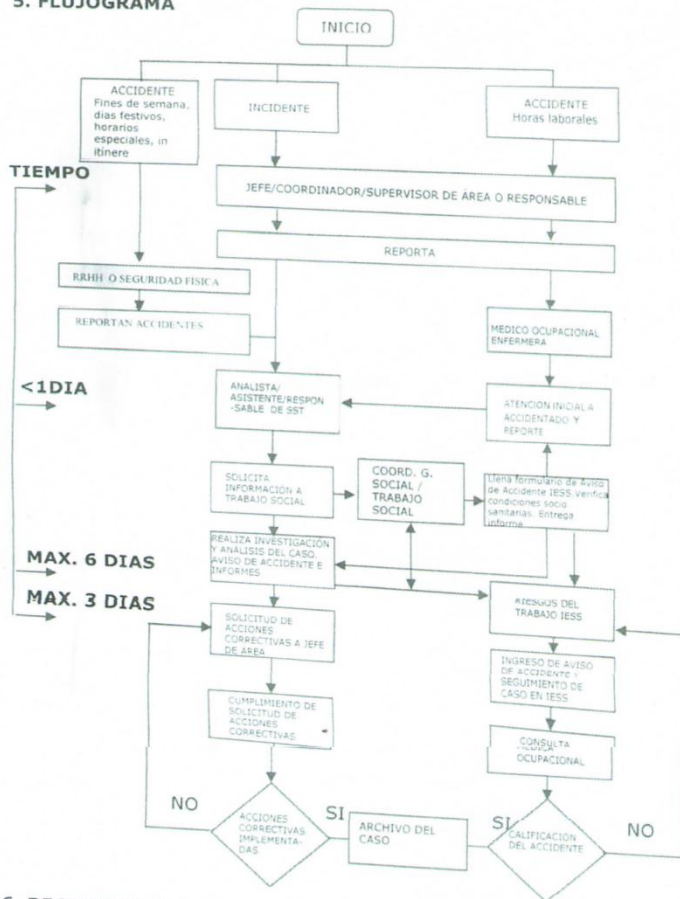 5. FLUJOGRAMA
INICIO
ACCIDENTE
Fines de semana,
dias festivos,
horarios
especiales, in
itinere
INCIDENTE
ACCIDENTE
Horas laborales
TIEMPO
JEFE/COORDINADOR/SUPERVISOR DE ÁREA O RESPONSABLE
REPORTA
RRHH O SEGURIDAD FISICA
REPORTAN ACCIDENTES
MEDICO OCUPACIONAL
ENFERMERA
<1DIA
ANALISTA/
ASISTENTE/RESPON
-SABLE DE SST
ATENCION INICIAL A
ACCIDENTADO Y
REPORTE
SOLICITA
INFORMACIÓN A
TRABAJO SOCIAL
COORD. G.
SOCIAL /
TRABAJO
SOCIAL
Llena formulario de Aviso
de Accidente IESS verifica
condiciones socio
sanitarias. Entrega
informe
REALIZA INVESTIGACIÓN
Y ANALISIS DEL CASO,
AVISO DE ACCIDENTE E
INFORMES
MAX. 6 DIAS
MAX. 3 DIAS
RIESGOS DEL
TRABAJO IESS
SOLICITUD DE
ACCIONES
CORRECTIVAS A JEFE
DE AREA
INGRESO DE AVISO
DE ACCIDENTE Y
SEGUIMIENTO DE
CASO EN IESS
CUMPLIMIENTO DE
SOLICITUD DE
ACCIONES
CORRECTIVAS
CONSULTA
MEDICA
OCUPACIONAL
NO
ACCIONES
CORRECTIVAS
IMPLEMENTA-
DAS
SI
ARCHIVO DEL
CASO
SI
CALIFICACION
DEL ACCIDENTE
NO
6.